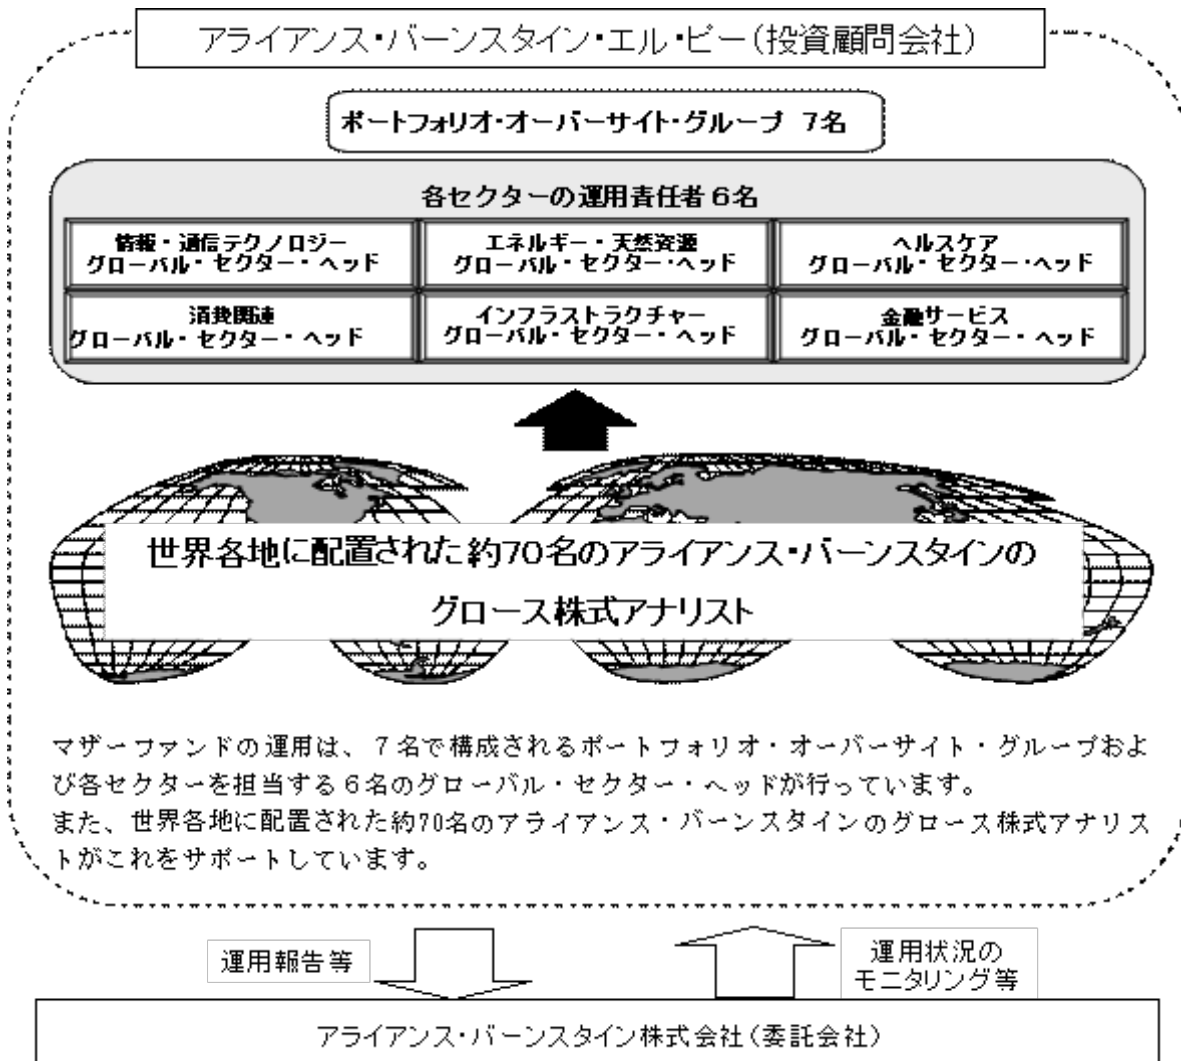 アライアンス・バーンスタイン・エル・ピー(投資顧問会社)
ポートフォリオ・オーバーサイト・グループ 7名
各セクターの運用責任者6名
情報・通信テクノロジー
グローバル・セクター・ヘッド
エネルギー・天然資源
グローバル・セクター・ヘッド
ヘルスケア
グローバル・セクター・ヘッド
消費関連
グローバル・セクター・ヘッド
インフラストラクチャー
グローバル・セクター・ヘッド
金融サービス
グローバル・セクター・ヘッド
世界各地に配置された約70名のアライアンス・バーンスタインの
グロース株式アナリスト
マザーファンドの運用は、7名で構成されるポートフォリオ・オーバーサイト・グループおよ
び各セクターを担当する6名のグローバル・セクター・ヘッドが行っています。
また、世界各地に配置された約70名のアライアンス・バーンスタインのグロース株式アナリス
トがこれをサポートしています。
運用報告等
運用状況の
モニタリング等
アライアンス・バーンスタイン株式会社(委託会社)